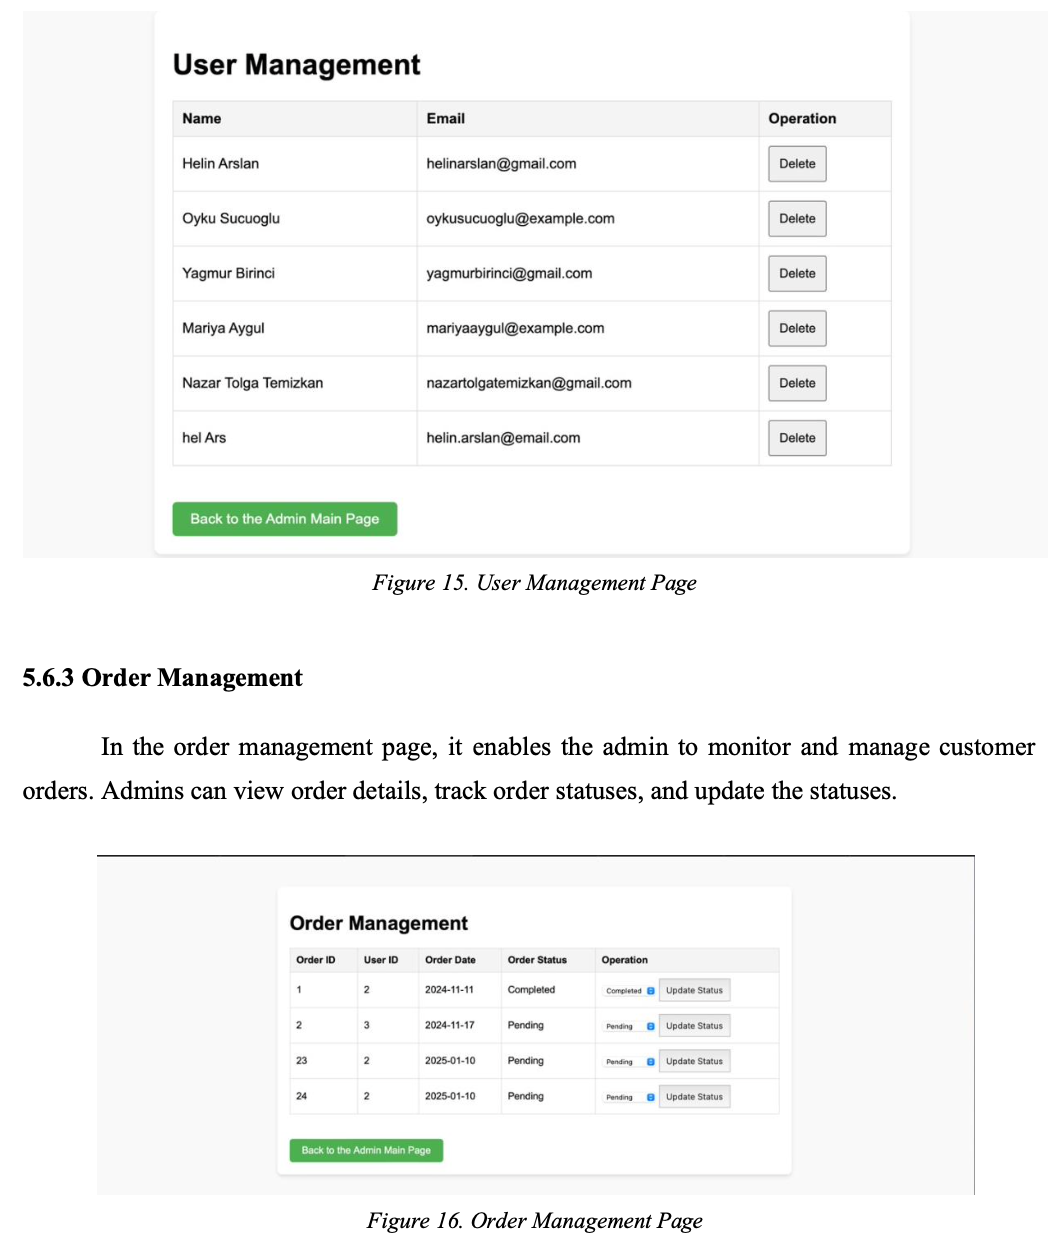 User Management
Name Email Operation
Helin Arslan helinarslan@gmail.com Delete
Oyku Sucuoglu oykusucuoglu@example.com Delete
Yagmur Birinci yagmurbirinci@gmail.com Delete
Mariya Aygul mariyaaygul@example.com Delete
Nazar Tolga Temizkan nazartolgatemizkan@gmail.com Delete
hel Ars helin.arslan@email.com Delete
Back to the Admin Main Page
Figure 15. User Management Page
5.6.3 Order Management
In the order management page, it enables the admin to monitor and manage customer
orders. Admins can view order details, track order statuses, and update the statuses.
Order Management
Order ID User ID Order Date Order Status Operation
1 2 2024-11-11 Completed Completed Update Status
2 3 2024-11-17 Pending Pending Update Status
23 2 2025-01-10 Pending Pending Update Status
24 2 2025-01-10 Pending Pending Update Status
Back to the Admin Main Page
Figure 16. Order Management Page